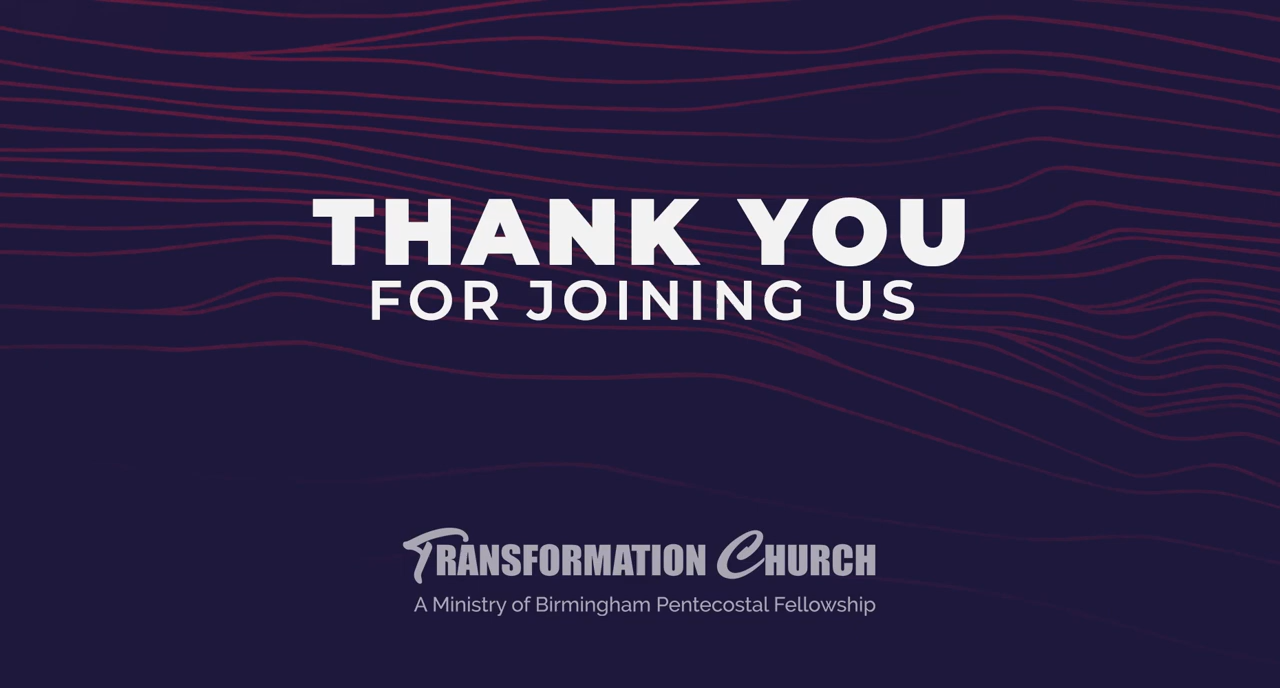 THANK YOU
FOR JOINING US
TRANSFORMATION CHURCH
A Ministry of Birmingham Pentecostal Fellowship